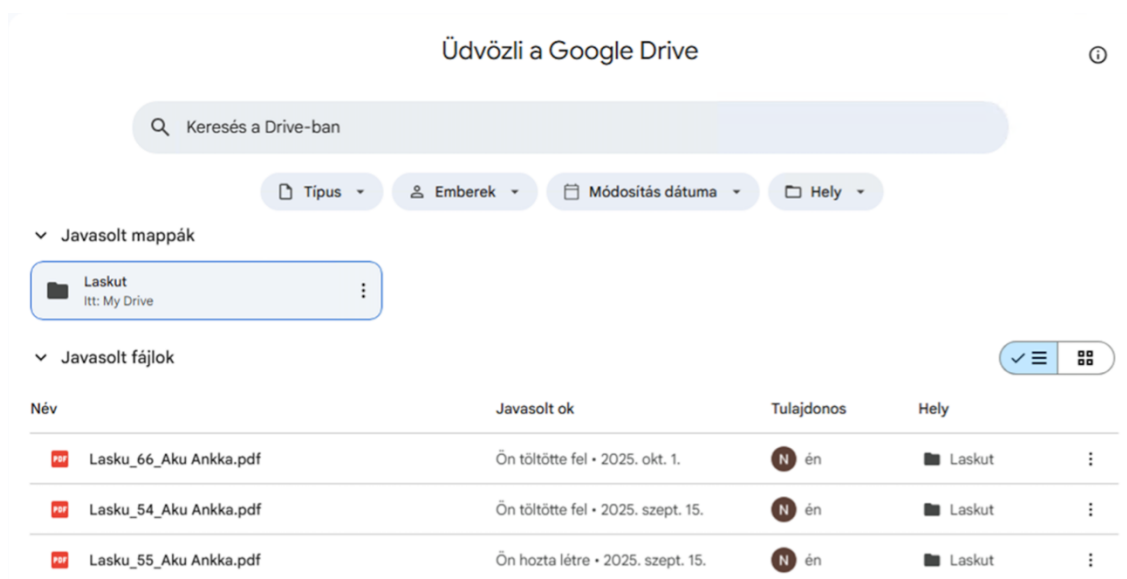 Üdvözli a Google Drive
Keresés a Drive-ban
Típus Emberek Módosítás dátuma Hely
Javasolt mappák
Laskut
Itt: My Drive
Javasolt fájlok
Név Javasolt ok Tulajdonos Hely
PDF Lasku_66_Aku Ankka.pdf Ön töltötte fel • 2025. okt. 1. N én Laskut
PDF Lasku_54_Aku Ankka.pdf Ön töltötte fel • 2025. szept. 15. N én Laskut
PDF Lasku_55_Aku Ankka.pdf Ön hozta létre • 2025. szept. 15. N én Laskut